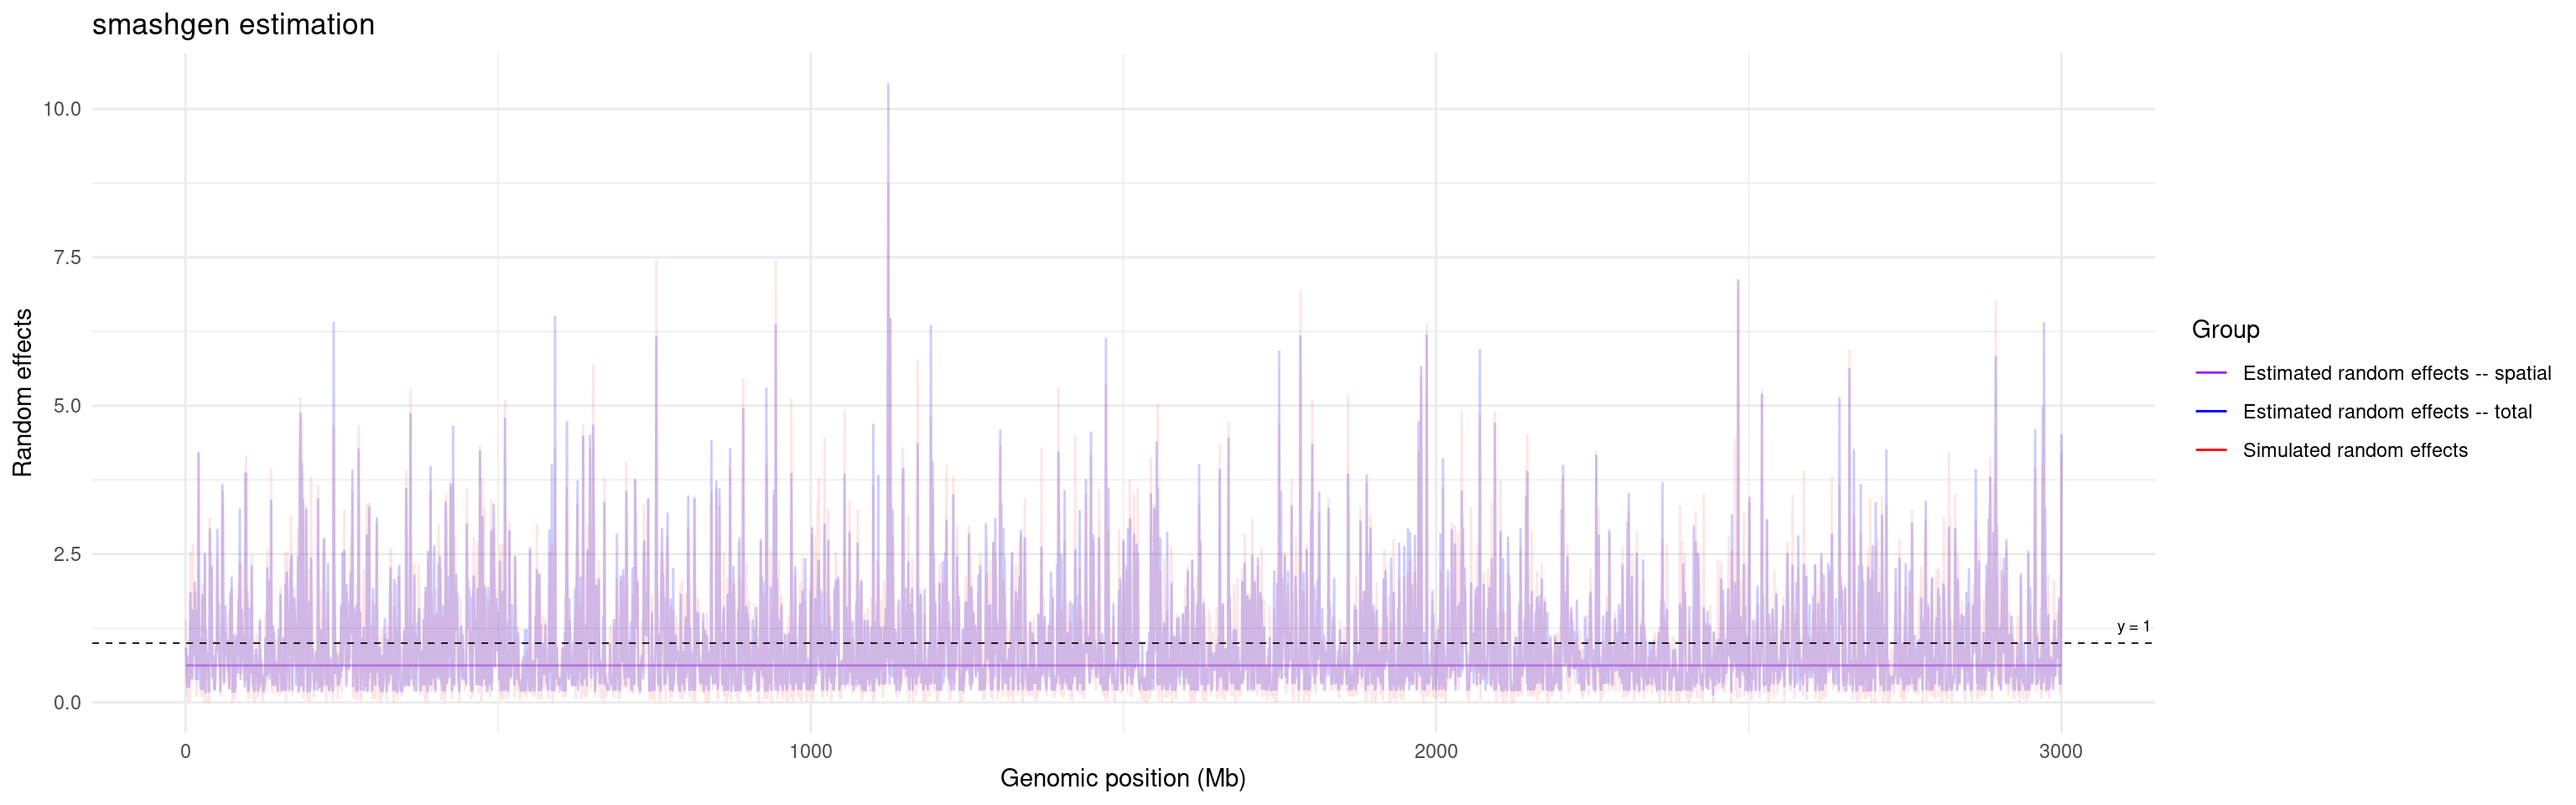 smashgen estimation
10.0
7.5
5.0
2.5
0.0
Random effects
y = 1
0
1000
2000
3000
Genomic position (Mb)
Group
Estimated random effects -- spatial
Estimated random effects -- total
Simulated random effects